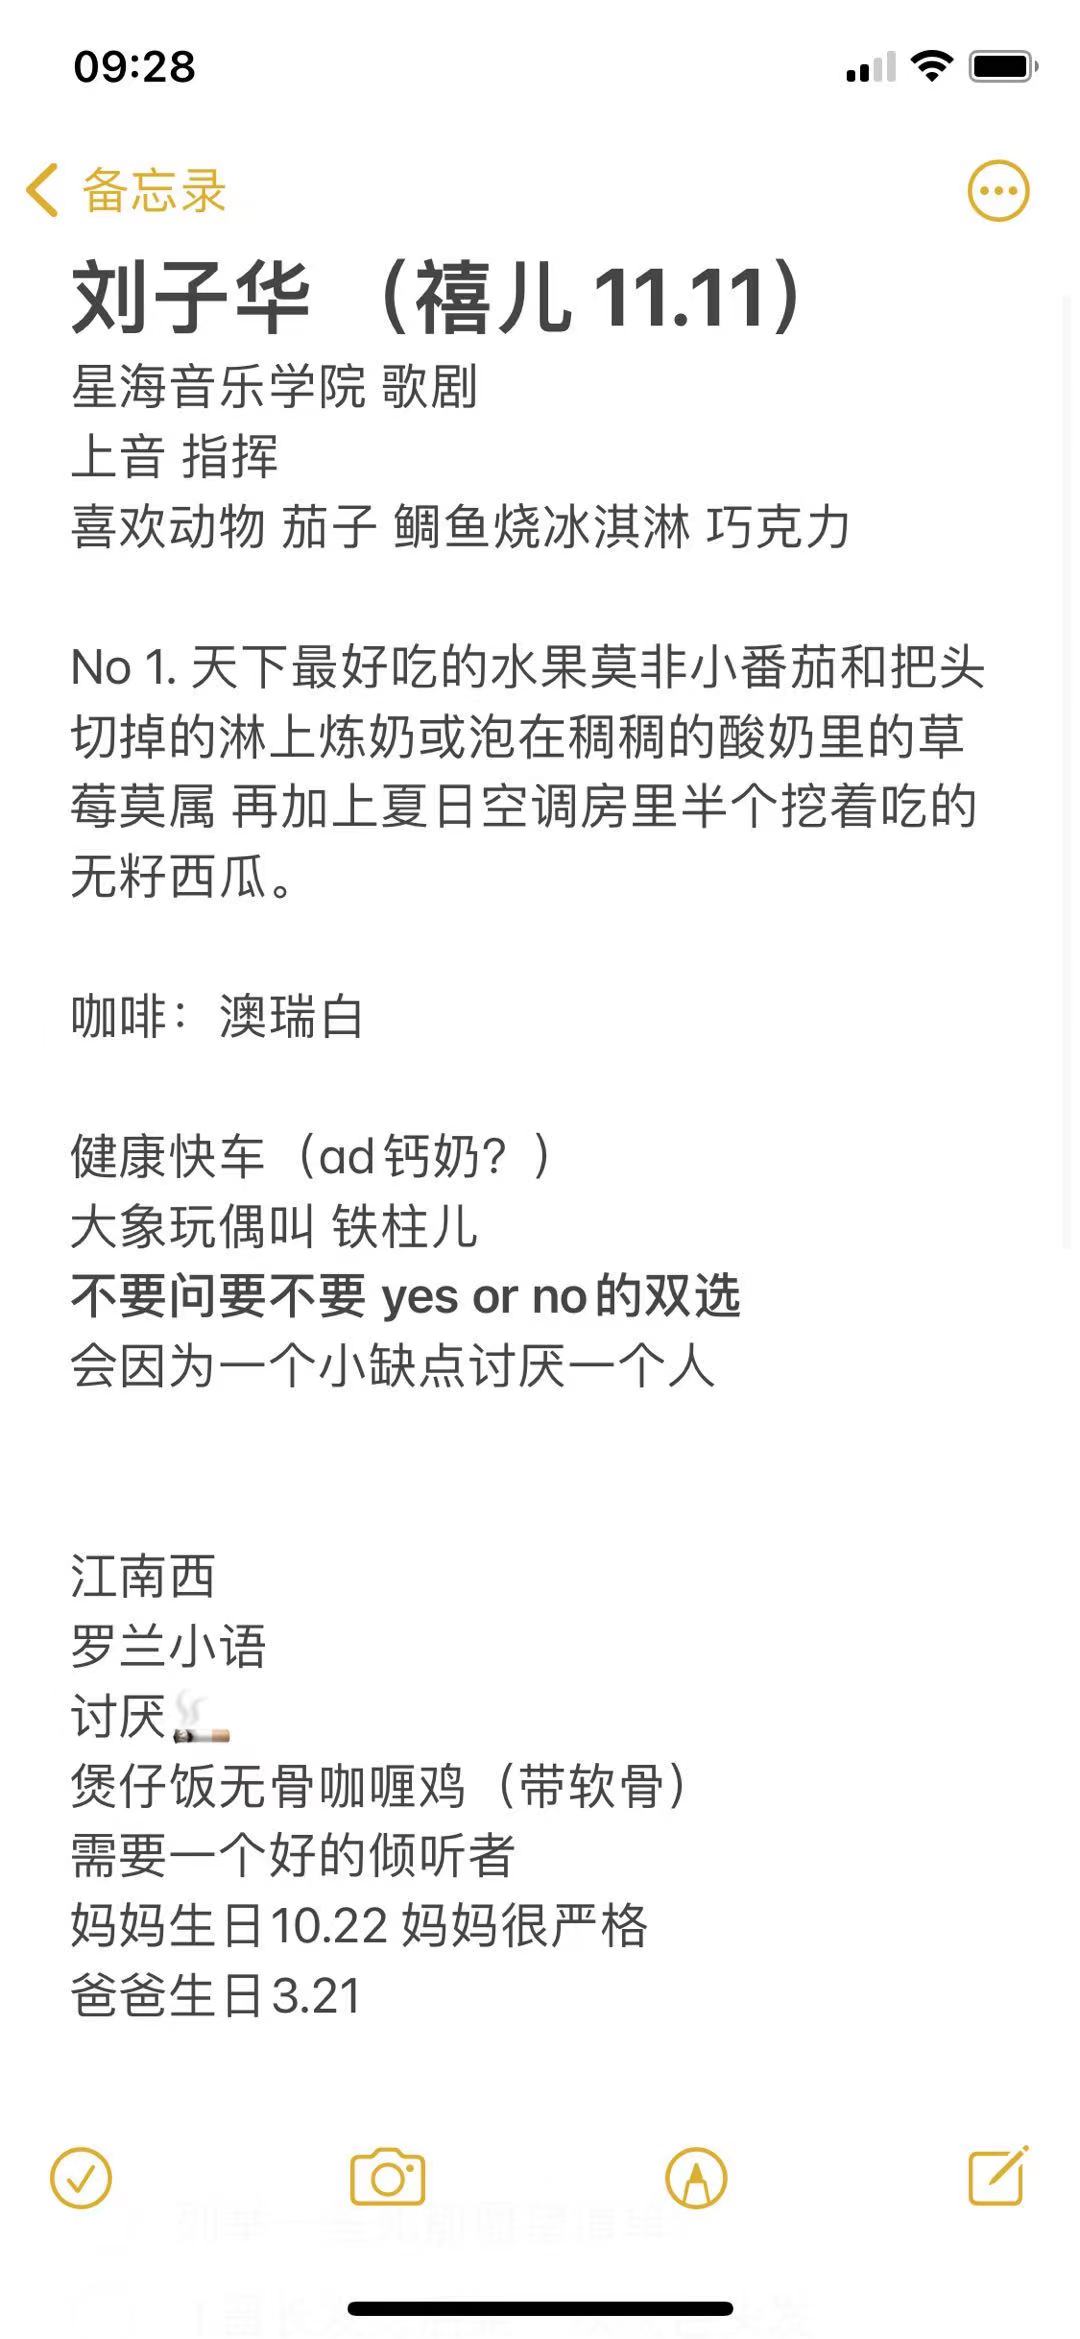 09:28
备忘录
刘子华 （禧儿 11.11）
星海音乐学院 歌剧
上音 指挥
喜欢动物 茄子 鲷鱼烧冰淇淋 巧克力
No 1. 天下最好吃的水果莫非小番茄和把头
切掉的淋上炼奶或泡在稠稠的酸奶里的草
莓莫属 再加上夏日空调房里半个挖着吃的
无籽西瓜。
咖啡：澳瑞白
健康快车（ad钙奶？）
大象玩偶叫 铁柱儿
不要问要不要 yes or no的双选
会因为一个小缺点讨厌一个人
江南西
罗兰小语
讨厌🚬
煲仔饭无骨咖喱鸡（带软骨）
需要一个好的倾听者
妈妈生日10.22 妈妈很严格
爸爸生日3.21